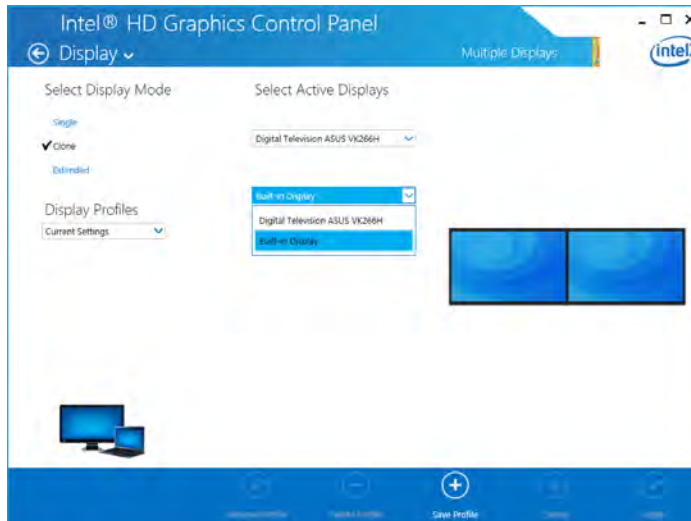 Intel® HD Graphics Control Panel
Display
Multiple Displays
intel
Select Display Mode
Select Active Displays
Single
Clone
Extended
Digital Television ASUS VK266H
Built-in Display
Display Profiles
Current Settings
Digital Television ASUS VK266H
Built-in Display
Save Profile